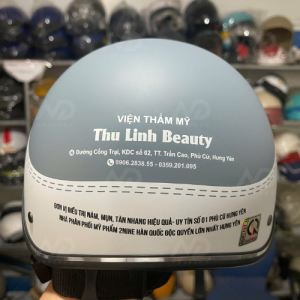 VIỆN THẨM MỸ
Thu Linh Beauty
Đường Cống Trại, KDC số 62, TT. Trần Cao, Phù Cừ, Hưng Yên
0906.2838.55 - 0359.201.095
ĐƠN VỊ ĐIỀU TRỊ NÁM, MỤN, TÀN NHANG HIỆU QUẢ - UY TÍN SỐ 01 PHÙ CỪ HƯNG YÊN
NHÀ PHÂN PHỐI MỸ PHẨM 2NINE HÀN QUỐC ĐỘC QUYỀN LỚN NHẤT HƯNG YÊN